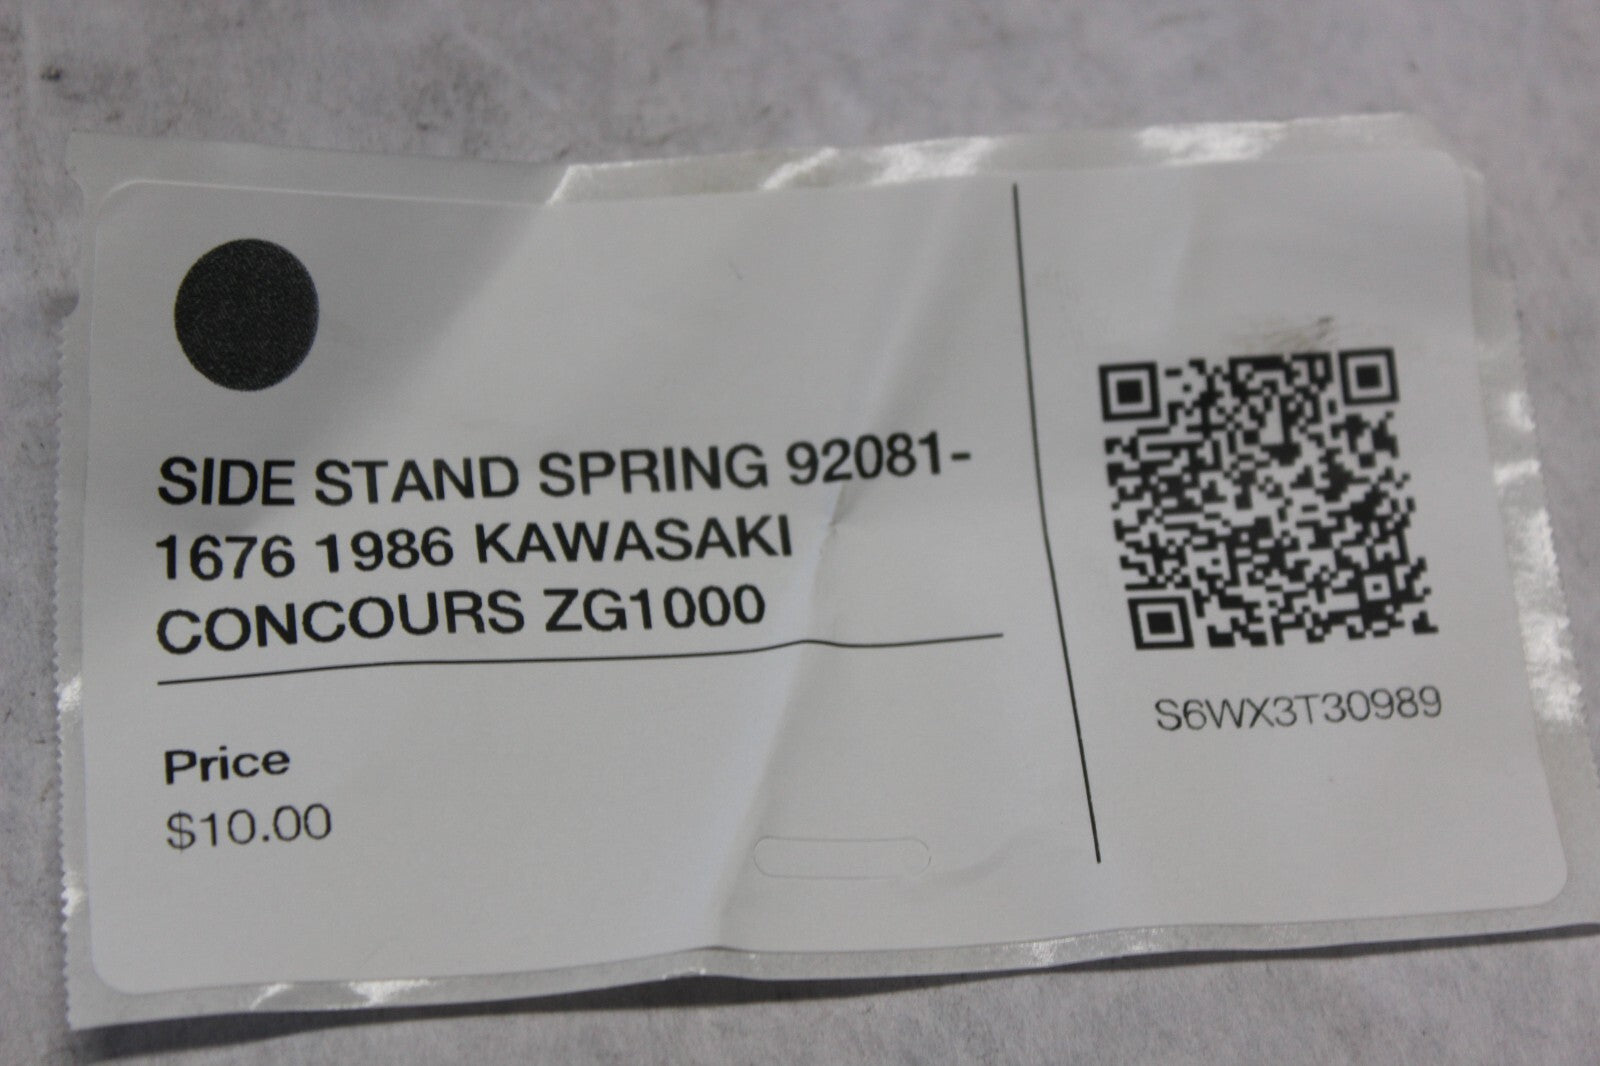 SIDE STAND SPRING 92081-
1676 1986 KAWASAKI
CONCOURS ZG1000
Price
$10.00
S6WX3T30989